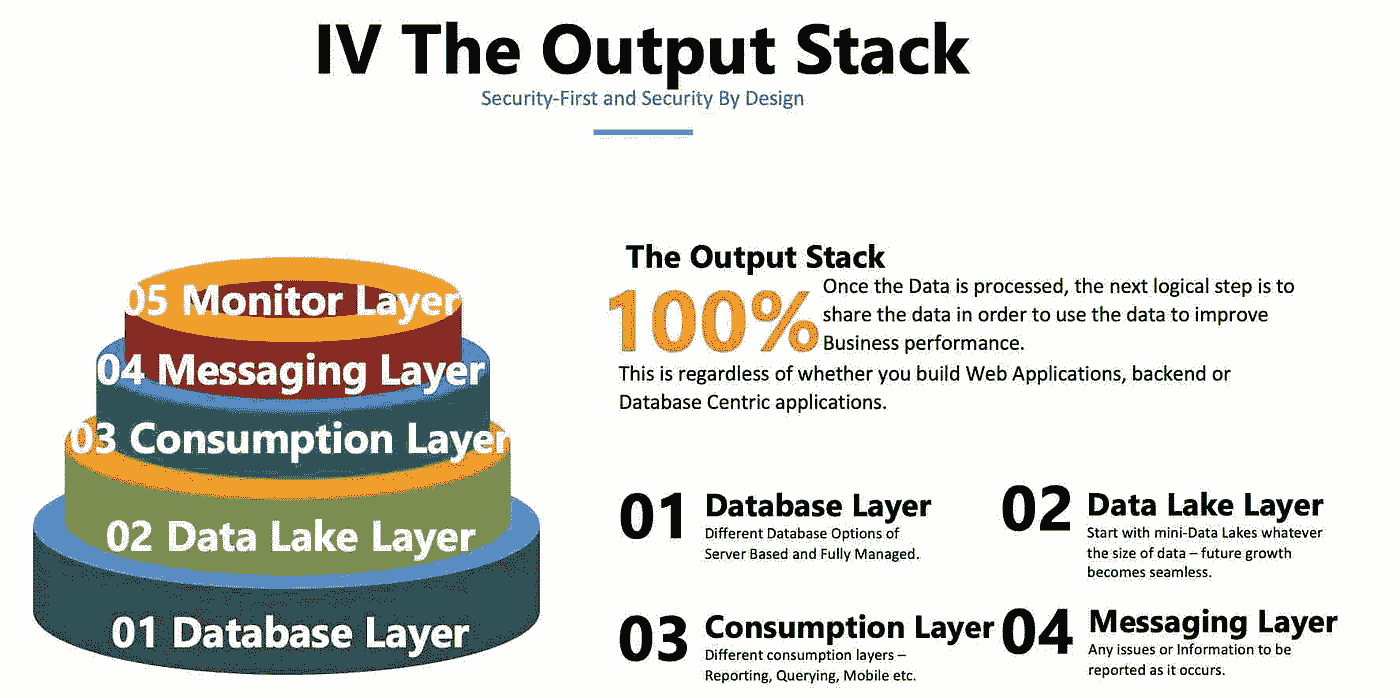 IV The Output Stack
Security-First and Security By Design
05 Monitor Layer
04 Messaging Layer
03 Consumption Layer
02 Data Lake Layer
01 Database Layer
The Output Stack
100%
Once the Data is processed, the next logical step is to
share the data in order to use the data to improve
Business performance.
This is regardless of whether you build Web Applications, backend or
Database Centric applications.
01
Database Layer
Different Database Options of
Server Based and Fully Managed.
02
Data Lake Layer
Start with mini-Data Lakes whatever
the size of data – future growth
becomes seamless.
03
Consumption Layer
Different consumption layers –
Reporting, Querying, Mobile etc.
04
Messaging Layer
Any issues or Information to be
reported as it occurs.